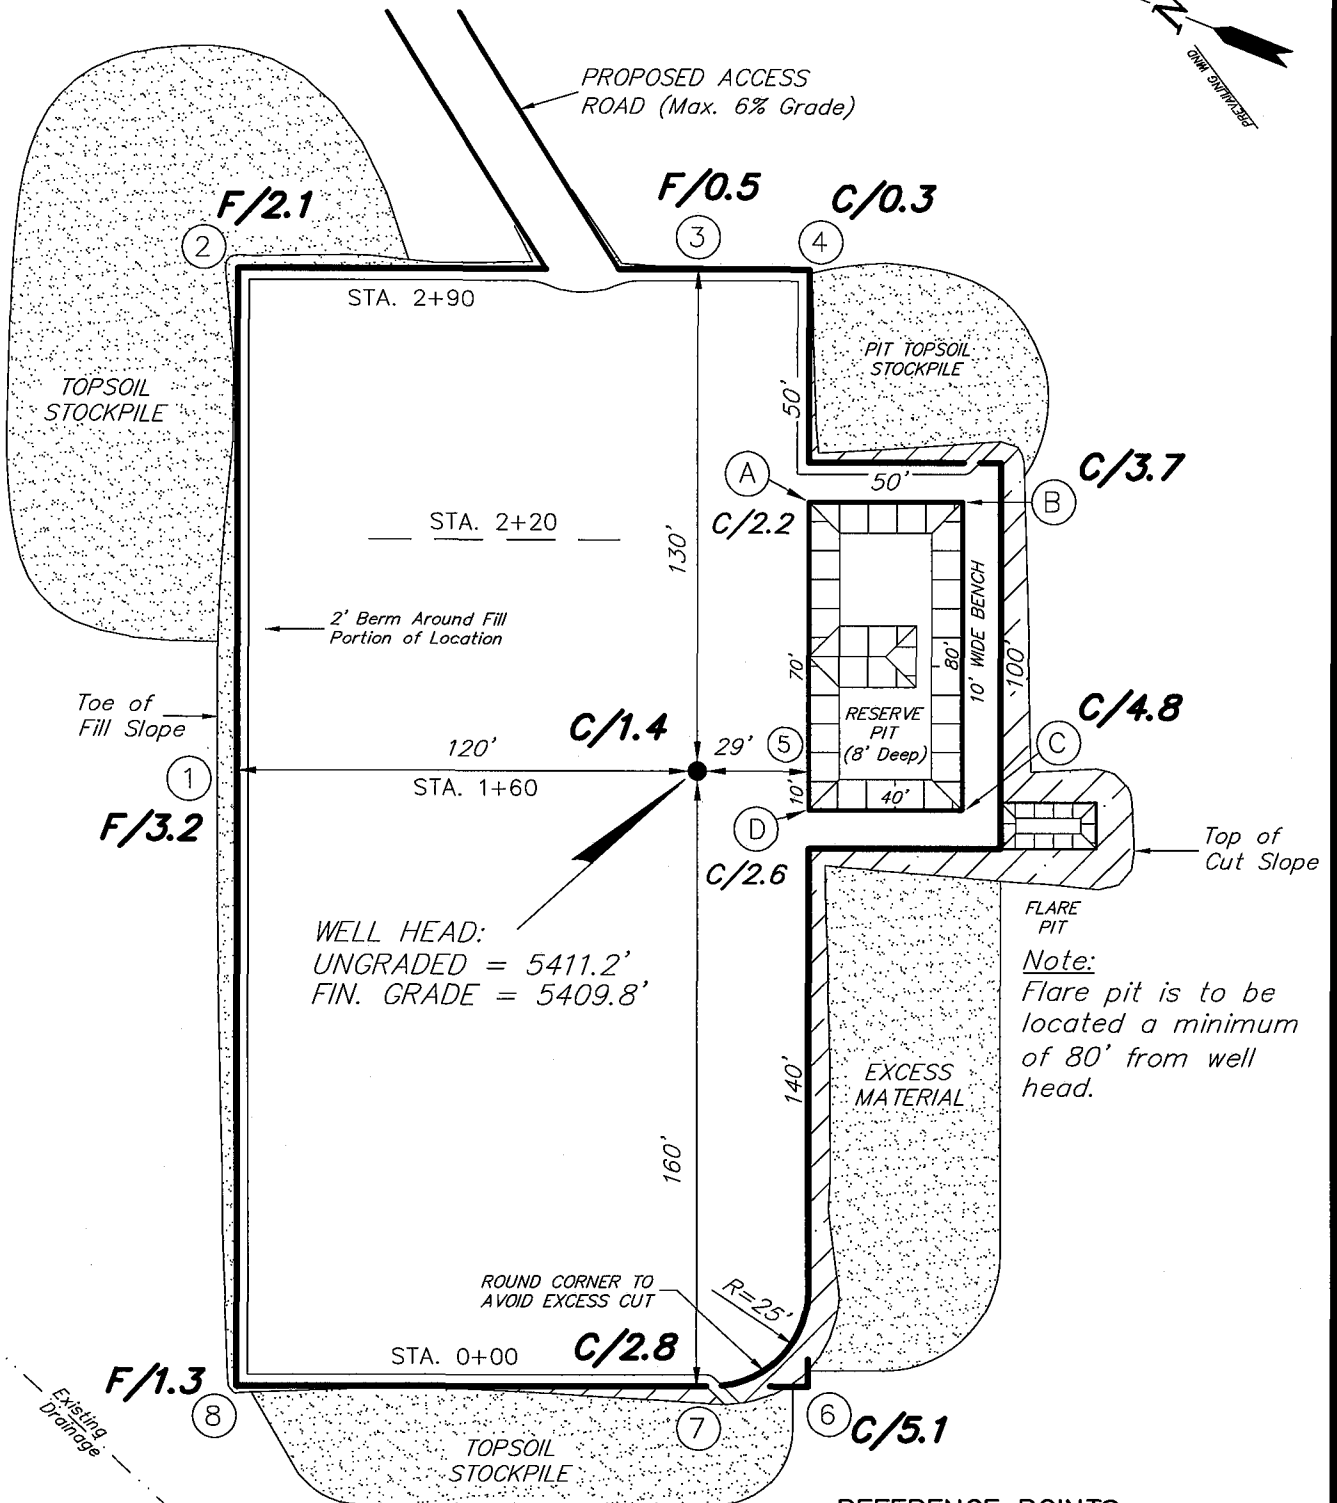 N
PREVAILING WIND
PROPOSED ACCESS
ROAD (Max. 6% Grade)
F/2.1
F/0.5
C/0.3
2
3
4
STA. 2+90
PIT TOPSOIL
STOCKPILE
TOPSOIL
STOCKPILE
50'
C/3.7
A
50'
B
C/2.2
STA. 2+20
130'
10' WIDE BENCH
2' Berm Around Fill
Portion of Location
70'
80'
100'
Toe of
Fill Slope
C/1.4
C/4.8
RESERVE
PIT
(8' Deep)
120'
29'
5
C
1
STA. 1+60
10'
40'
F/3.2
D
Top of
Cut Slope
C/2.6
WELL HEAD:
UNGRADED = 5411.2'
FIN. GRADE = 5409.8'
FLARE
PIT
Note:
Flare pit is to be
located a minimum
of 80' from well
head.
EXCESS
MATERIAL
140'
160'
ROUND CORNER TO
AVOID EXCESS CUT
R=25'
STA. 0+00
C/2.8
F/1.3
8
7
6
C/5.1
Existing
Drainage
TOPSOIL
STOCKPILE
REFERENCE POINTS